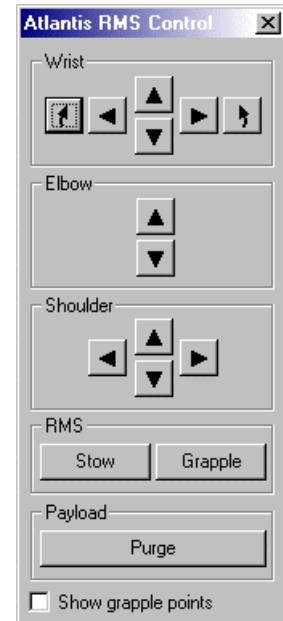 Atlantis RMS Control
Wrist
Elbow
Shoulder
RMS
Stow Grapple
Payload
Purge
Show grapple points